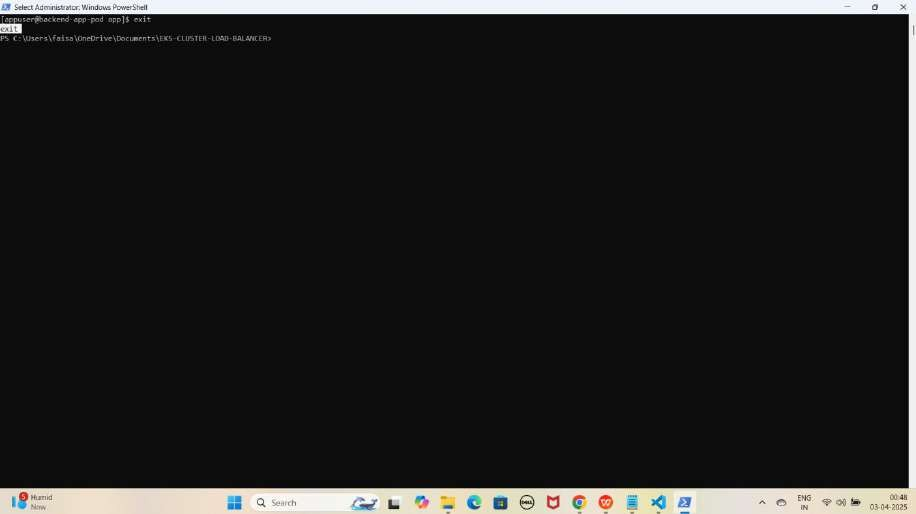 Select Administrator: Windows PowerShell
[appuser@backend-app-pod app]$ exit
exit
PS C:\Users\faisa\OneDrive\Documents\EKS-CLUSTER-LOAD-BALANCER>
5
Humid
Now
Search
DELL
ENG
IN
00:48
03-04-2025